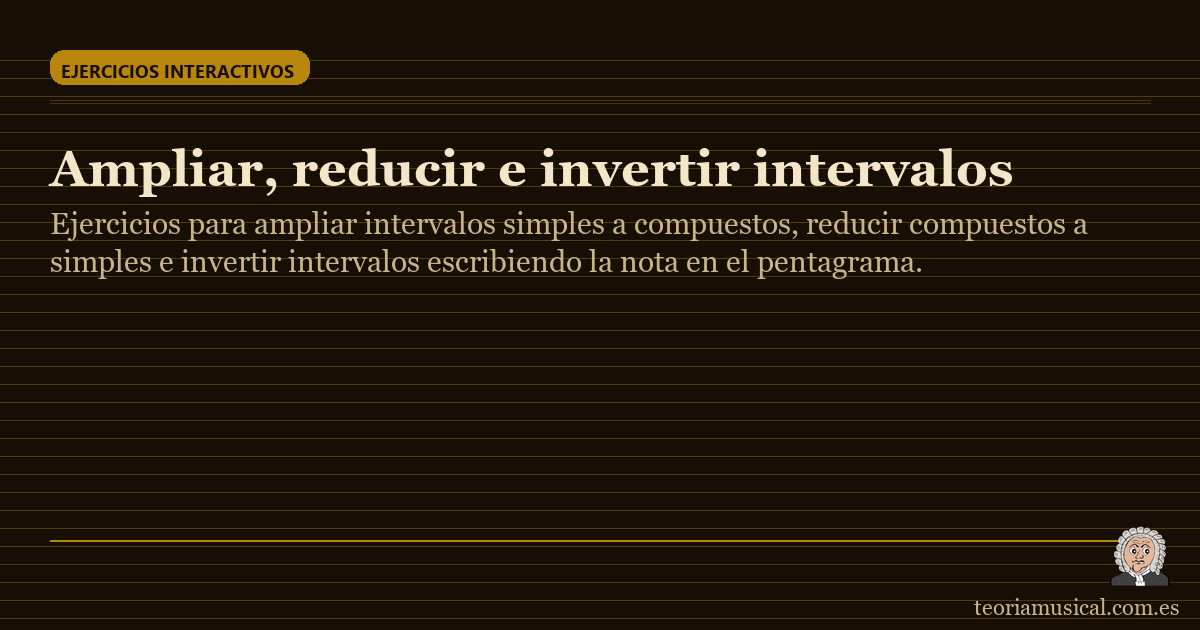 EJERCICIOS INTERACTIVOS
Ampliar, reducir e invertir intervalos
Ejercicios para ampliar intervalos simples a compuestos, reducir compuestos a
simples e invertir intervalos escribiendo la nota en el pentagrama.
teoriamusical.com.es